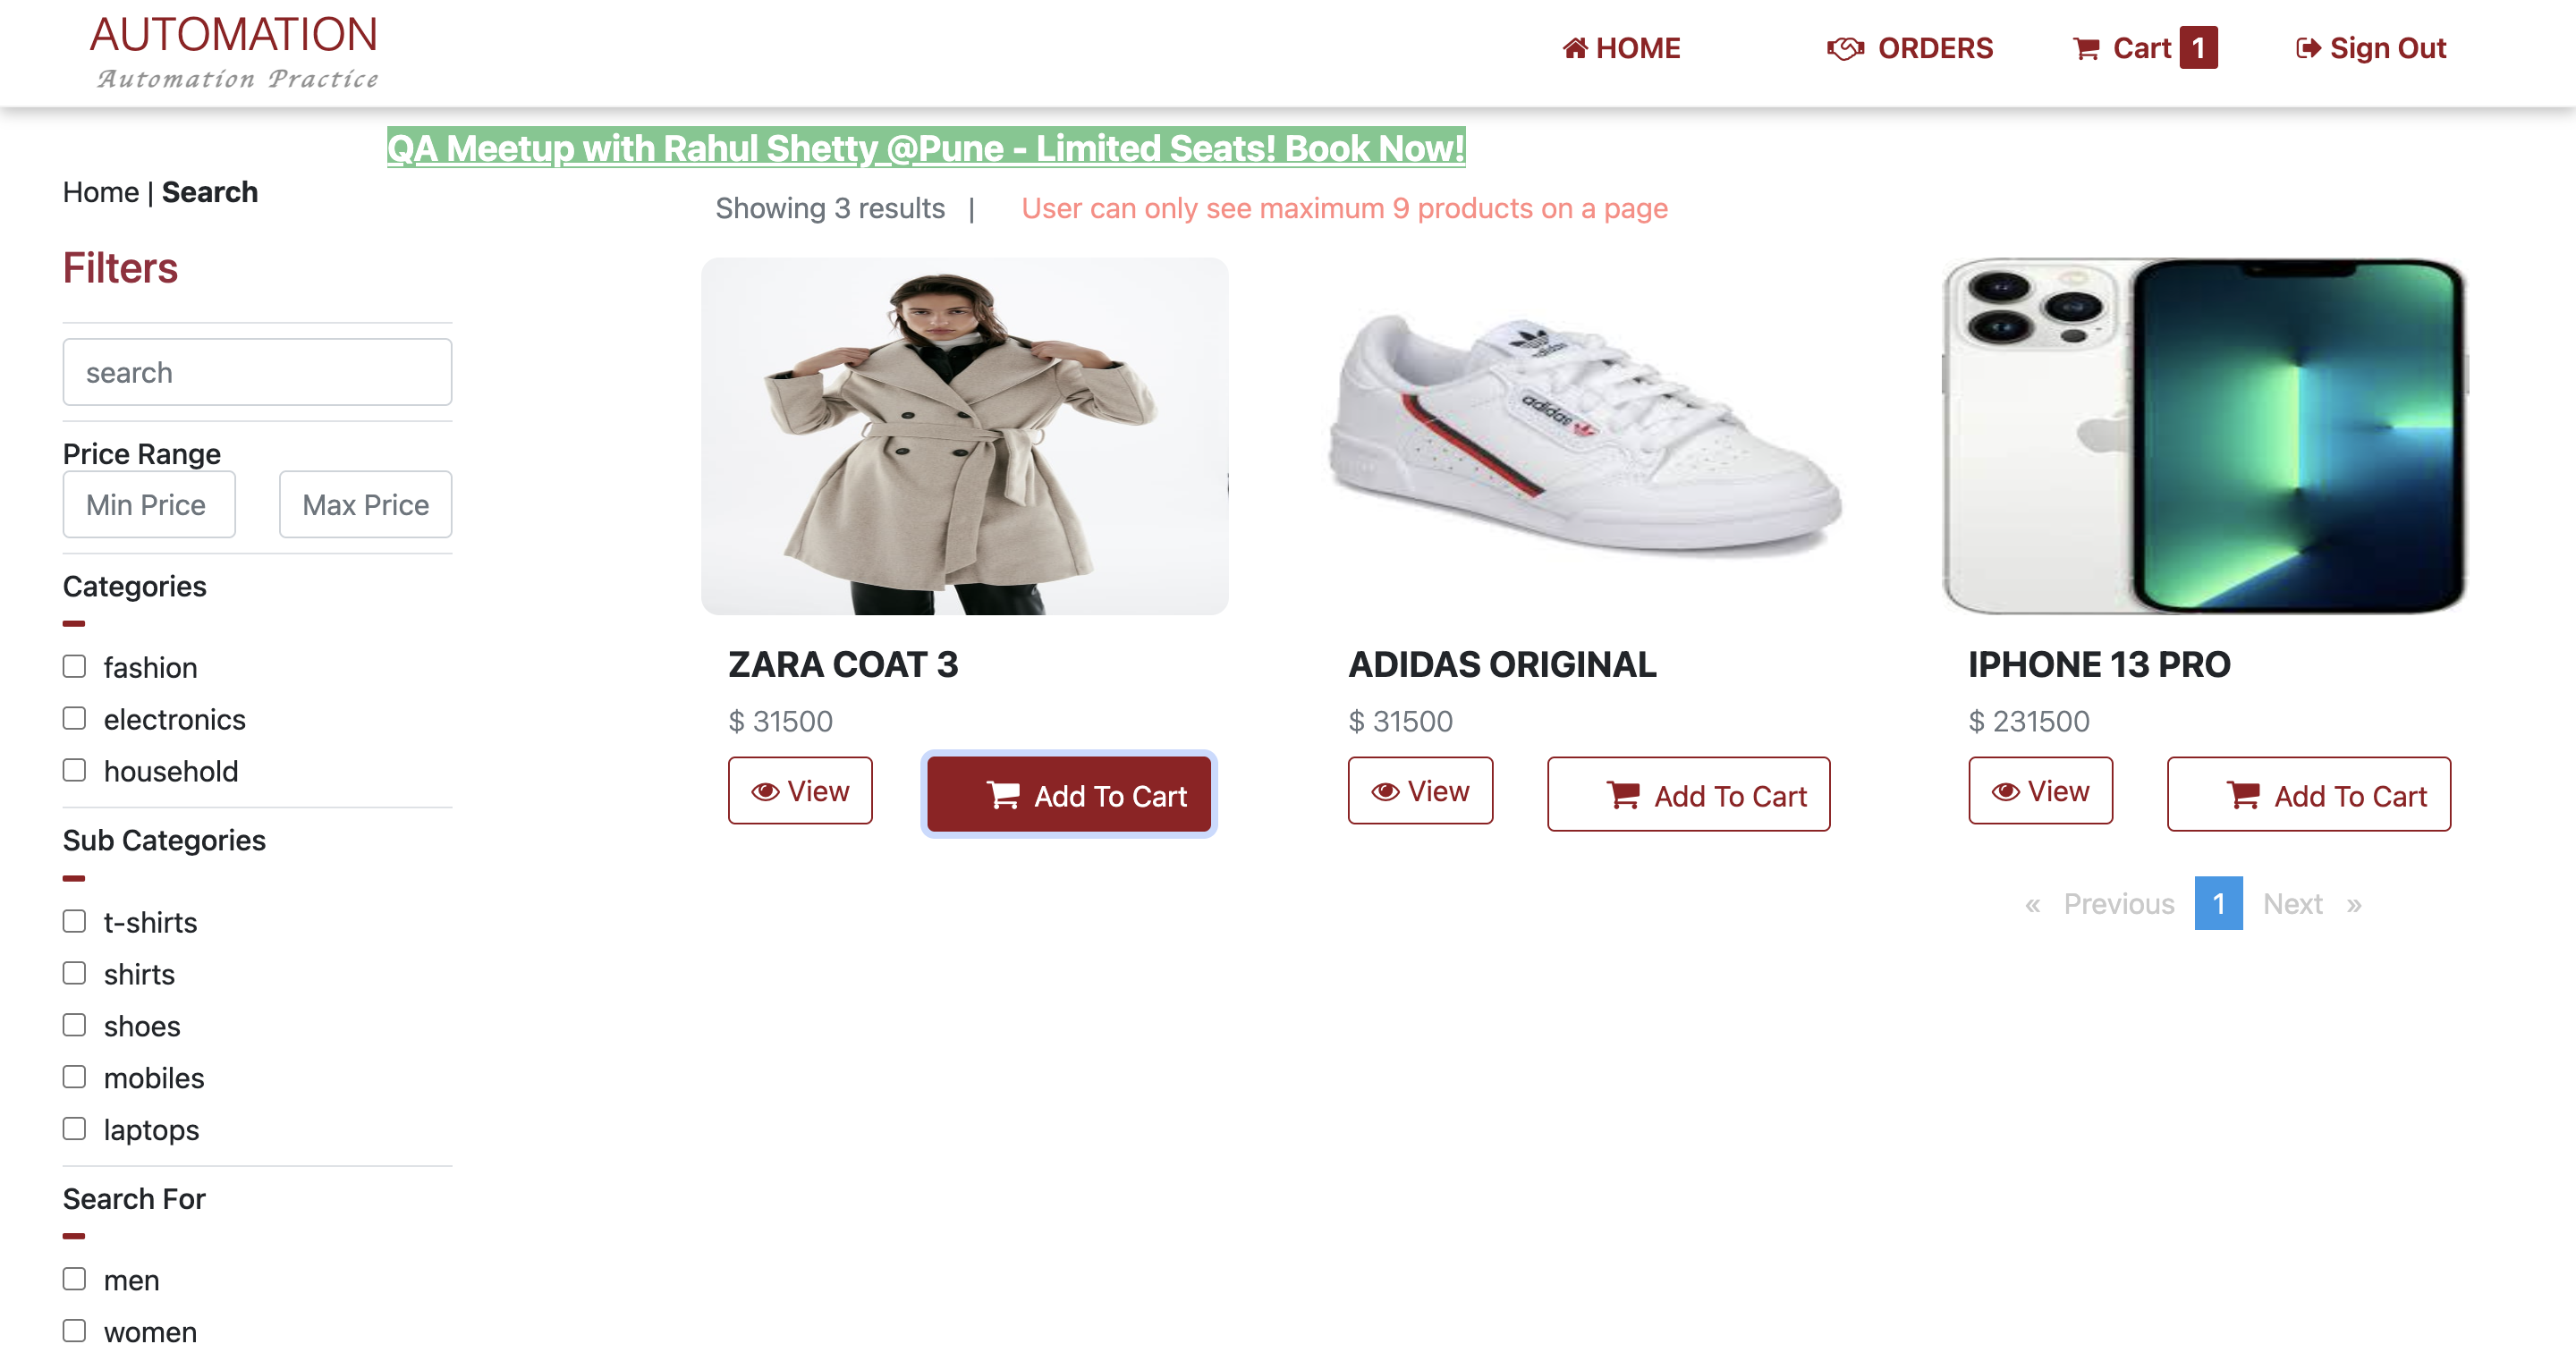 AUTOMATION
Automation Practice
HOME
ORDERS
Cart 1
Sign Out
QA Meetup with Rahul Shetty @Pune - Limited Seats! Book Now!
Home | Search
Showing 3 results |
User can only see maximum 9 products on a page
Filters
search
Price Range
Min Price
Max Price
Categories
fashion
electronics
household
Sub Categories
t-shirts
shirts
shoes
mobiles
laptops
Search For
men
women
ZARA COAT 3
$ 31500
View
Add To Cart
adidas
adidas
ADIDAS ORIGINAL
$ 31500
View
Add To Cart
IPHONE 13 PRO
$ 231500
View
Add To Cart
« Previous 1 Next »